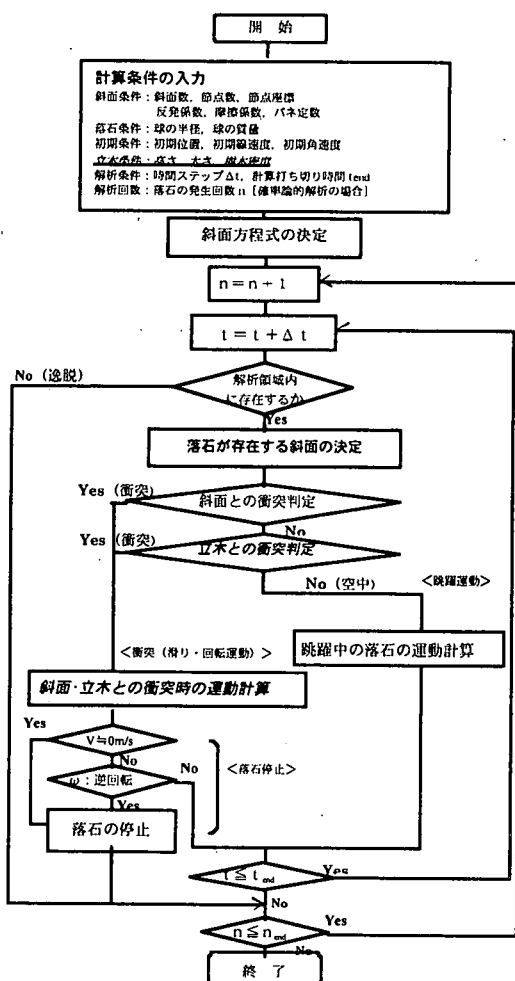 開 始
計算条件の入力
斜面条件：斜面数，節点数，節点座標
反発係数，摩擦係数，バネ定数
落石条件：球の半径，球の質量
初期条件：初期位置，初期線速度，初期角速度
立木条件：高さ，太さ，樹木密度
解析条件：時間ステップΔt，計算打ち切り時間 tend
解析回数：落石の発生回数 n [確率論的解析の場合]
斜面方程式の決定
n＝n＋1
t＝t＋Δt
No（逸脱）
解析領域内
に存在するか
Yes
落石が存在する斜面の決定
Yes（衝突）
斜面との衝突判定
No
Yes（衝突）
立木との衝突判定
No（空中）
＜跳躍運動＞
跳躍中の落石の運動計算
＜衝突（滑り・回転運動）＞
斜面・立木との衝突時の運動計算
Yes
V≒0m/s
No
ω：逆回転
No
＜落石停止＞
Yes
落石の停止
t≦t end
Yes
No
n≦n end
Yes
No
終 了